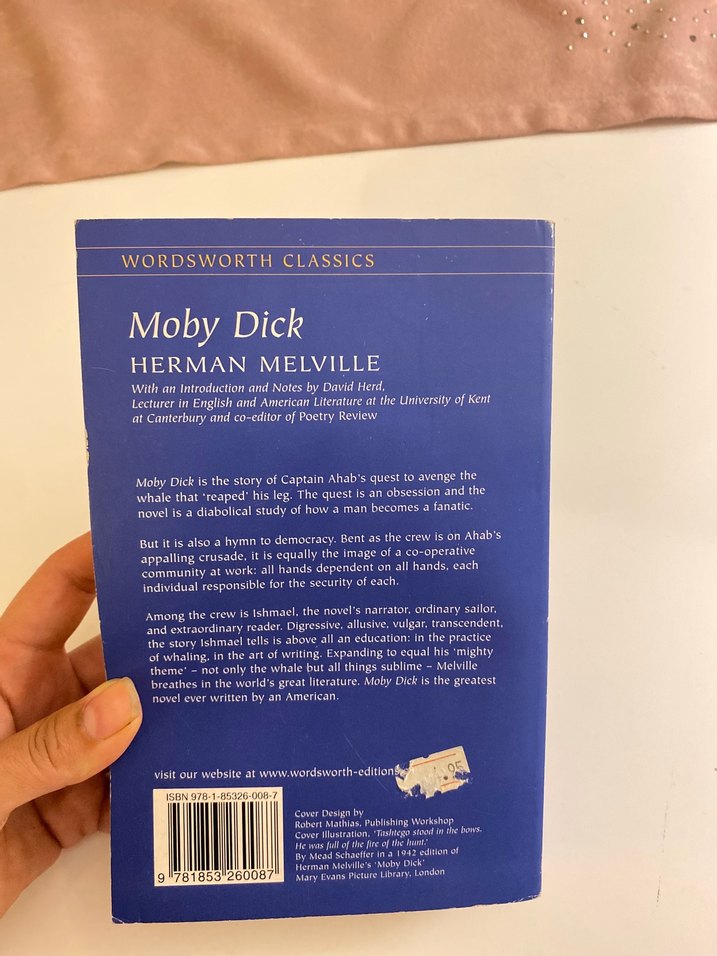 WORDSWORTH CLASSICS
Moby Dick
HERMAN MELVILLE
With an Introduction and Notes by David Herd,
Lecturer in English and American Literature at the University of Kent
at Canterbury and co-editor of Poetry Review
Moby Dick is the story of Captain Ahab's quest to avenge the
whale that 'reaped' his leg. The quest is an obsession and the
novel is a diabolical study of how a man becomes a fanatic.
But it is also a hymn to democracy. Bent as the crew is on Ahab's
appalling crusade, it is equally the image of a co-operative
community at work: all hands dependent on all hands, each
individual responsible for the security of each.
Among the crew is Ishmael, the novel's narrator, ordinary sailor,
and extraordinary reader. Digressive, allusive, vulgar, transcendent,
the story Ishmael tells is above all an education: in the practice
of whaling, in the art of writing. Expanding to equal his 'mighty
theme' – not only the whale but all things sublime – Melville
breathes in the world's great literature. Moby Dick is the greatest
novel ever written by an American.
visit our website at www.wordsworth-editions
ISBN 978-1-85326-008-7
9 781853 260087
Cover Design by
Robert Mathias, Publishing Workshop
Cover Illustration, 'Tashtego stood in the bows.
He was full of the fire of the hunt.'
By Mead Schaeffer in a 1942 edition of
Herman Melville's 'Moby Dick'
Mary Evans Picture Library, London